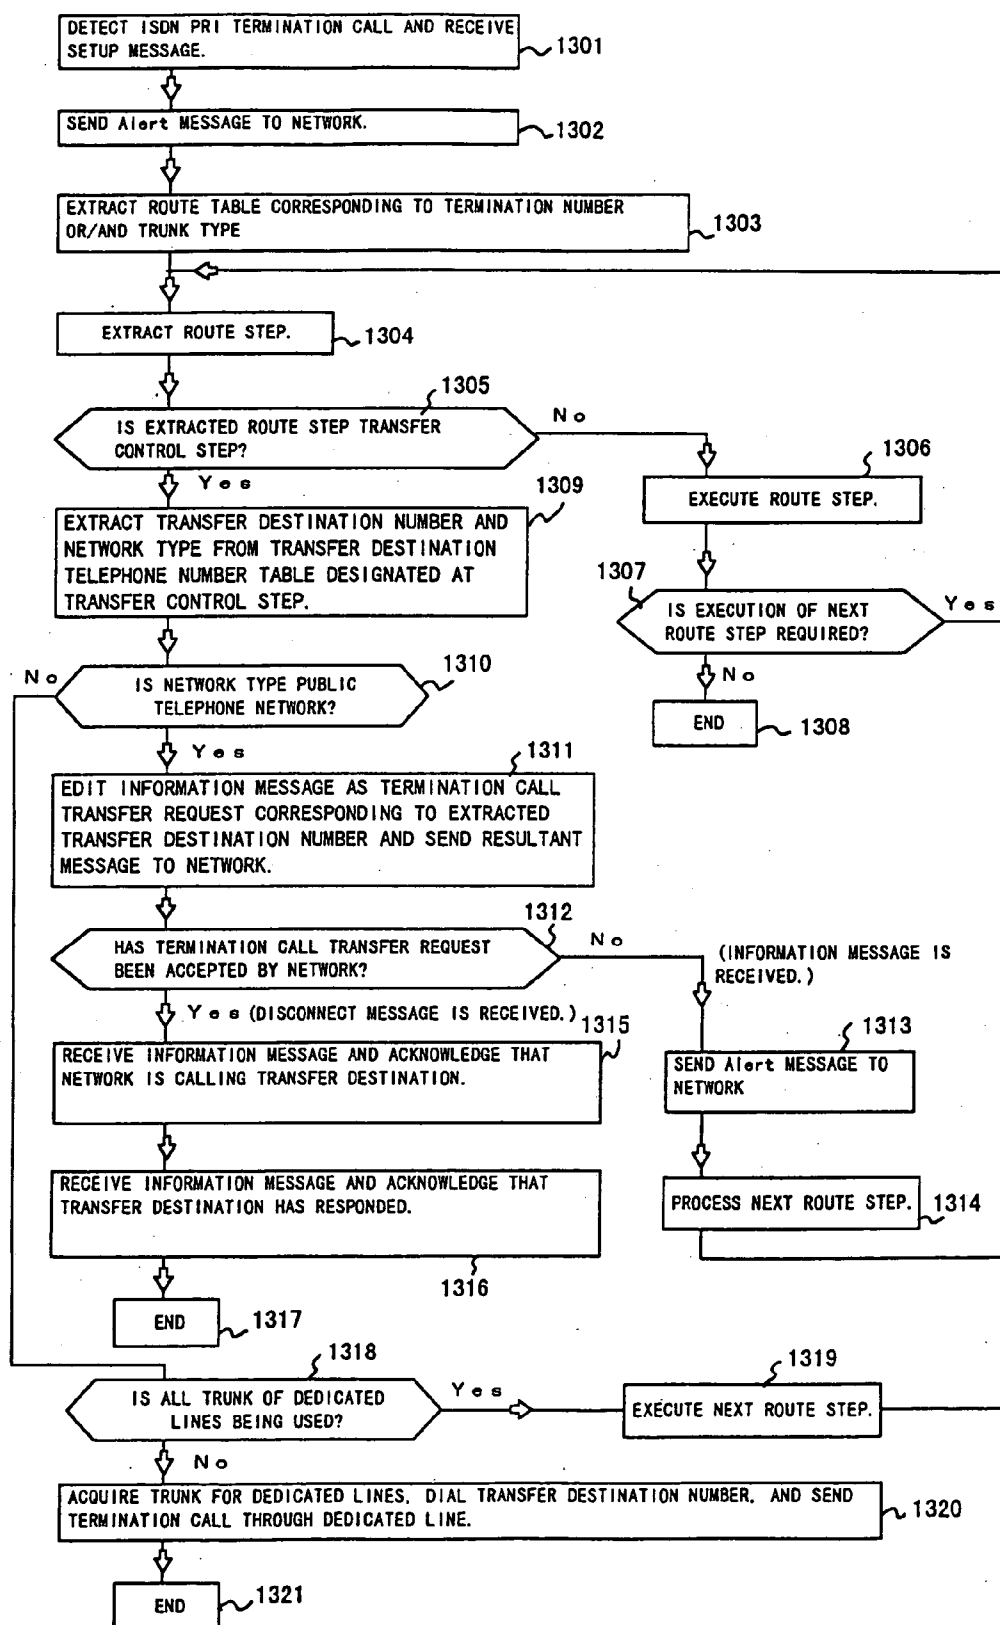 DETECT ISDN PRI TERMINATION CALL AND RECEIVE
SETUP MESSAGE.
1301
SEND Alert MESSAGE TO NETWORK.
1302
EXTRACT ROUTE TABLE CORRESPONDING TO TERMINATION NUMBER
OR/AND TRUNK TYPE
1303
EXTRACT ROUTE STEP.
1304
1305
IS EXTRACTED ROUTE STEP TRANSFER
CONTROL STEP?
No
Yes
1306
EXECUTE ROUTE STEP.
1309
EXTRACT TRANSFER DESTINATION NUMBER AND
NETWORK TYPE FROM TRANSFER DESTINATION
TELEPHONE NUMBER TABLE DESIGNATED AT
TRANSFER CONTROL STEP.
1307
IS EXECUTION OF NEXT
ROUTE STEP REQUIRED?
Yes
No
END
1308
No
IS NETWORK TYPE PUBLIC
TELEPHONE NETWORK?
1310
Yes
1311
EDIT INFORMATION MESSAGE AS TERMINATION CALL
TRANSFER REQUEST CORRESPONDING TO EXTRACTED
TRANSFER DESTINATION NUMBER AND SEND RESULTANT
MESSAGE TO NETWORK.
1312
HAS TERMINATION CALL TRANSFER REQUEST
BEEN ACCEPTED BY NETWORK?
No
(INFORMATION MESSAGE IS
RECEIVED.)
Yes (DISCONNECT MESSAGE IS RECEIVED.)
1315
RECEIVE INFORMATION MESSAGE AND ACKNOWLEDGE THAT
NETWORK IS CALLING TRANSFER DESTINATION.
1313
SEND Alert MESSAGE TO
NETWORK
RECEIVE INFORMATION MESSAGE AND ACKNOWLEDGE THAT
TRANSFER DESTINATION HAS RESPONDED.
1316
PROCESS NEXT ROUTE STEP.
1314
END
1317
1318
IS ALL TRUNK OF DEDICATED
LINES BEING USED?
Yes
1319
EXECUTE NEXT ROUTE STEP.
No
ACQUIRE TRUNK FOR DEDICATED LINES, DIAL TRANSFER DESTINATION NUMBER, AND SEND
TERMINATION CALL THROUGH DEDICATED LINE.
1320
END
1321